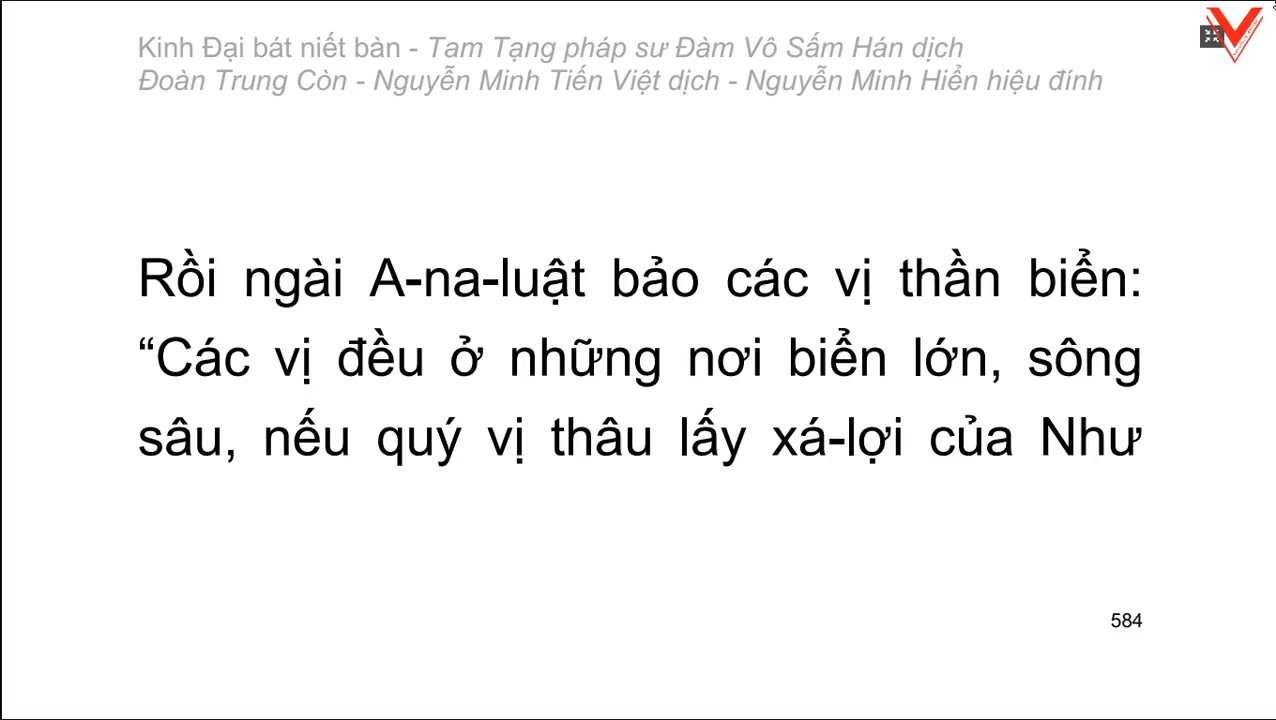 Kinh Đại bát niết bàn - Tam Tạng pháp sư Đàm Vô Sấm Hán dịch
Đoàn Trung Còn - Nguyễn Minh Tiến Việt dịch - Nguyễn Minh Hiển hiệu đính
Rồi ngài A-na-luật bảo các vị thần biển:
“Các vị đều ở những nơi biển lớn, sông
sâu, nếu quý vị thâu lấy xá-lợi của Như
584